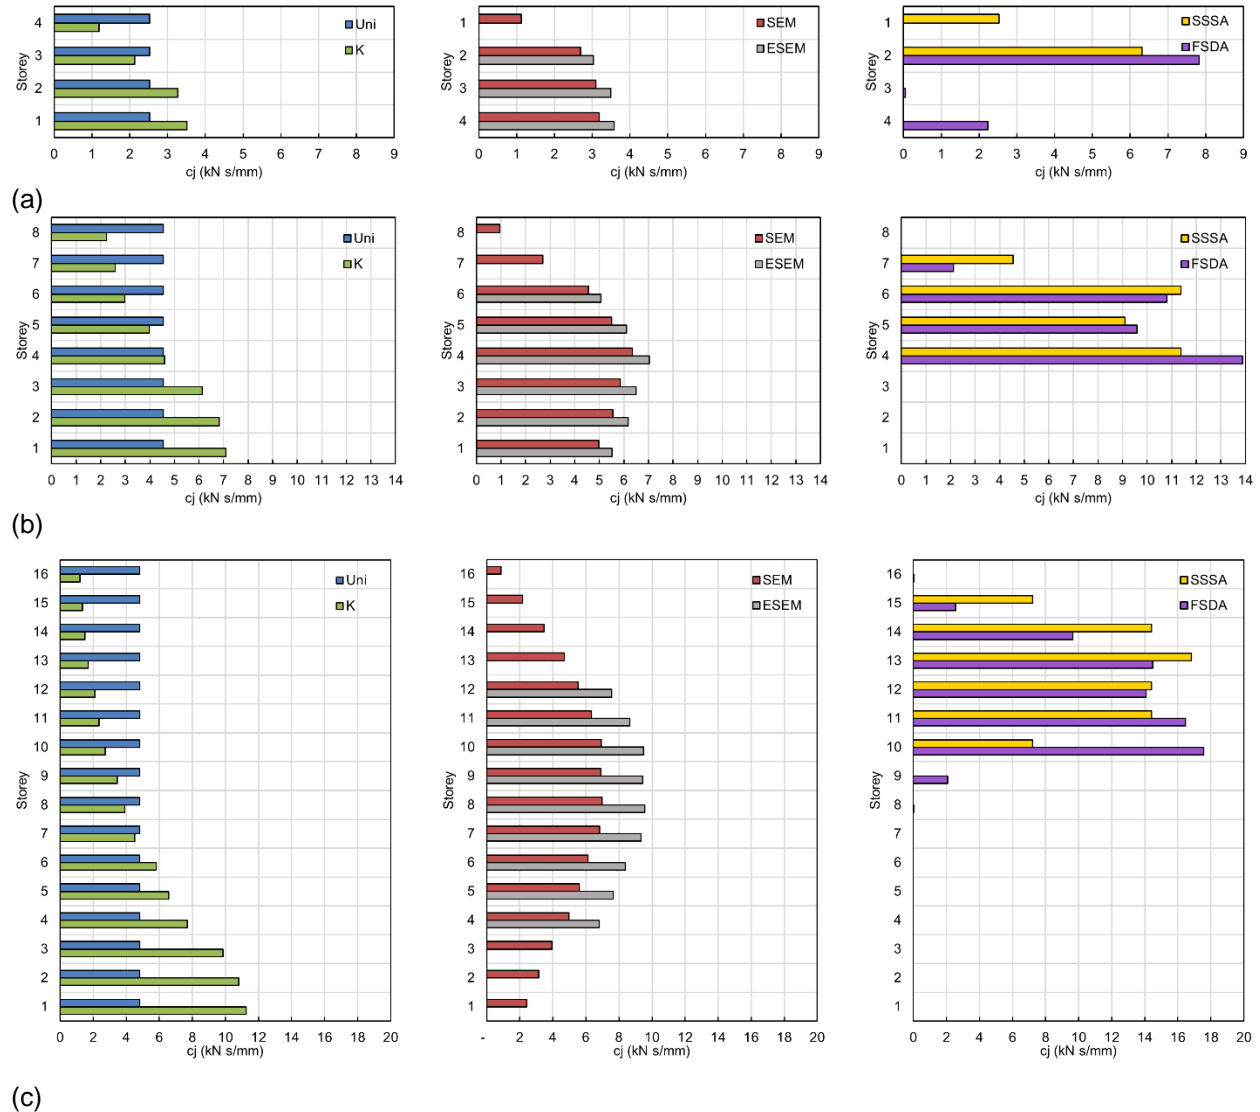 4
3
2
1
Storey
Uni
K
0 1 2 3 4 5 6 7 8 9
cj (kN s/mm)
1
2
3
4
Storey
SEM
ESEM
0 1 2 3 4 5 6 7 8 9
cj (kN s/mm)
1
2
3
4
Storey
SSSA
FSDA
0 1 2 3 4 5 6 7 8 9
cj (kN s/mm)
(a)
8
7
6
5
4
3
2
1
Storey
Uni
K
0 1 2 3 4 5 6 7 8 9 10 11 12 13 14
cj (kN s/mm)
8
7
6
5
4
3
2
1
Storey
SEM
ESEM
0 1 2 3 4 5 6 7 8 9 10 11 12 13 14
cj (kN s/mm)
8
7
6
5
4
3
2
1
Storey
SSSA
FSDA
0 1 2 3 4 5 6 7 8 9 10 11 12 13 14
cj (kN s/mm)
(b)
16
15
14
13
12
11
10
9
8
7
6
5
4
3
2
1
Storey
Uni
K
0 2 4 6 8 10 12 14 16 18 20
cj (kN s/mm)
16
15
14
13
12
11
10
9
8
7
6
5
4
3
2
1
Storey
SEM
ESEM
- 2 4 6 8 10 12 14 16 18 20
cj (kN s/mm)
16
15
14
13
12
11
10
9
8
7
6
5
4
3
2
1
Storey
SSSA
FSDA
0 2 4 6 8 10 12 14 16 18 20
cj (kN s/mm)
(c)